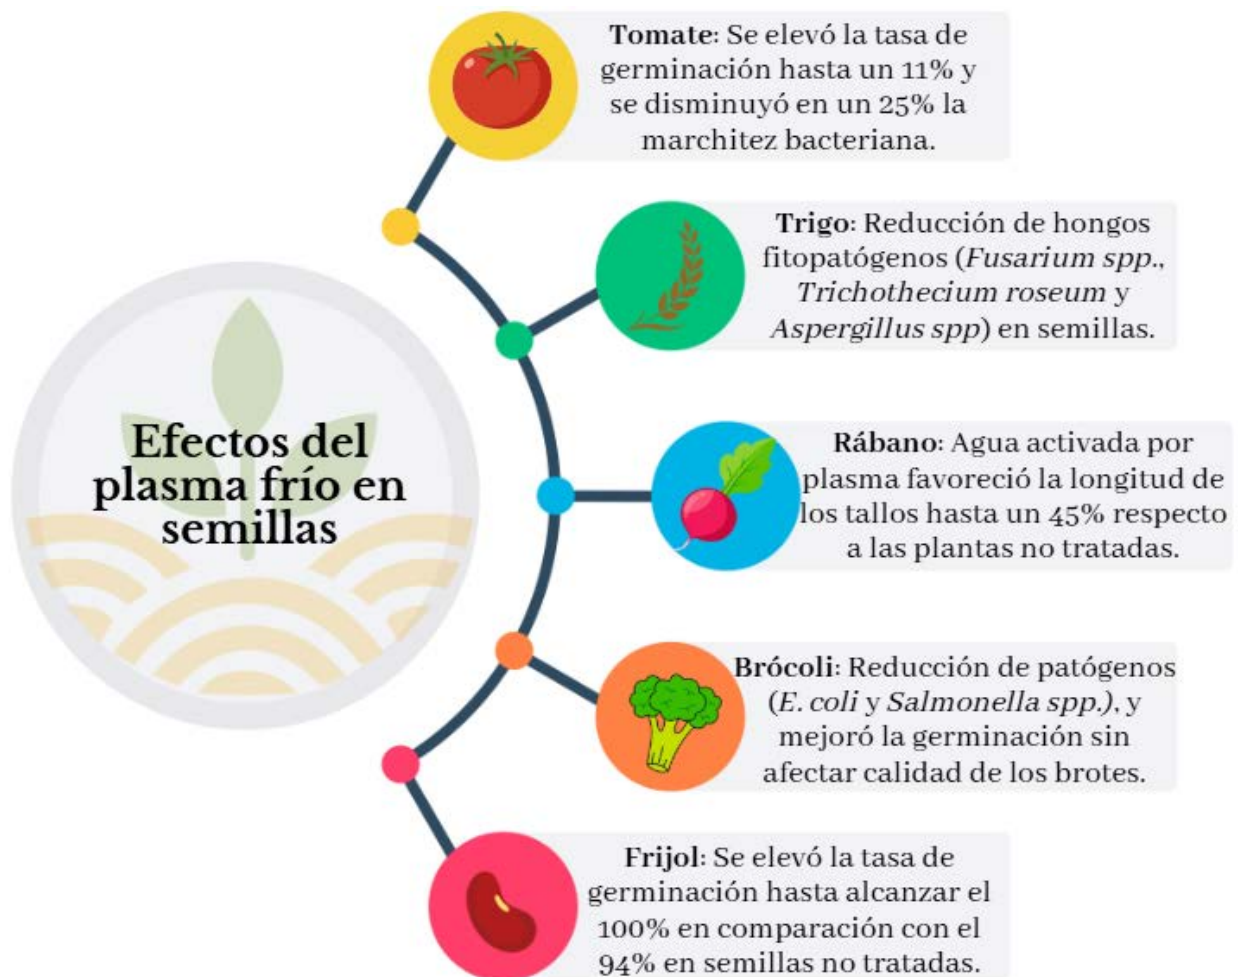 Efectos del
plasma frío en
semillas
Tomate: Se elevó la tasa de
germinación hasta un 11% y
se disminuyó en un 25% la
marchitez bacteriana.
Trigo: Reducción de hongos
fitopatógenos (Fusarium spp.,
Trichothecium roseum y
Aspergillus spp) en semillas.
Rábano: Agua activada por
plasma favoreció la longitud de
los tallos hasta un 45% respecto
a las plantas no tratadas.
Brócoli: Reducción de patógenos
(E. coli y Salmonella spp.), y
mejoró la germinación sin
afectar calidad de los brotes.
Frijol: Se elevó la tasa de
germinación hasta alcanzar el
100% en comparación con el
94% en semillas no tratadas.